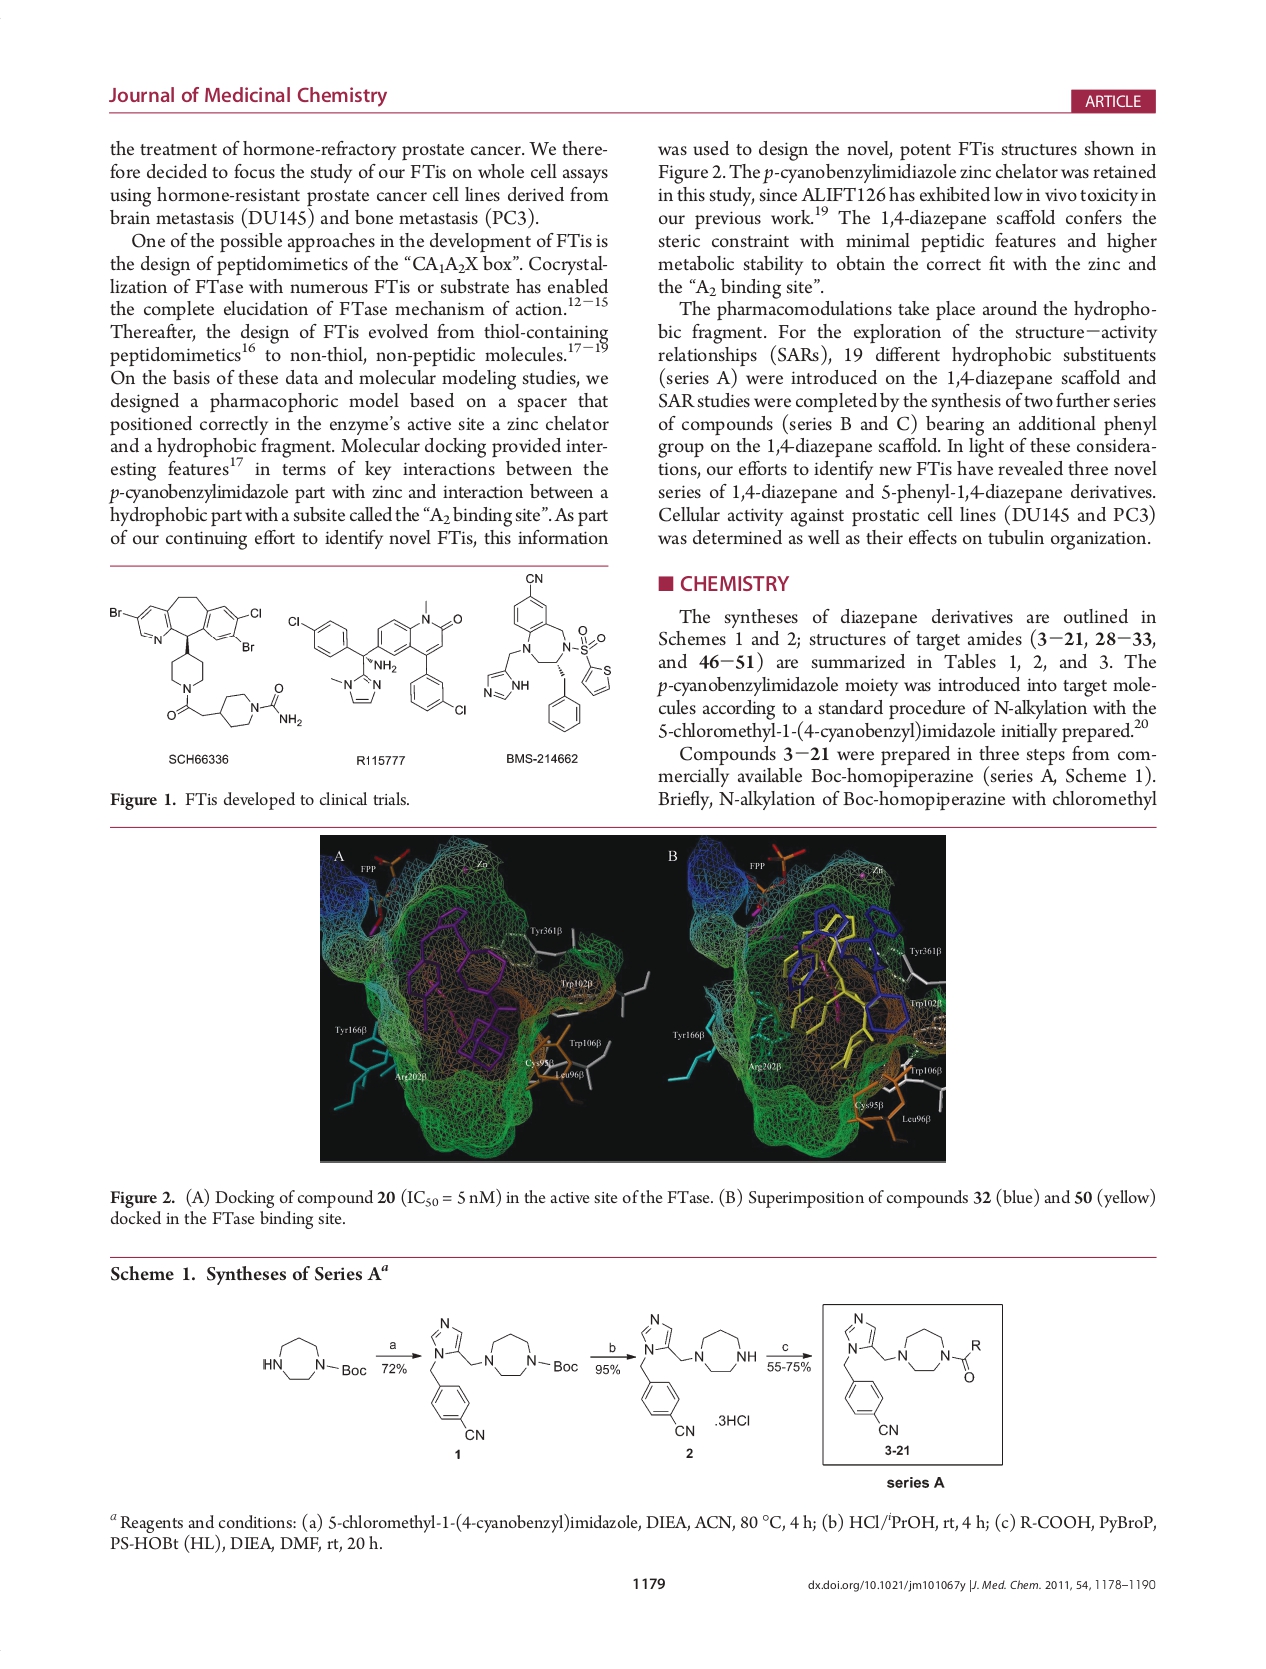 Journal of Medicinal Chemistry
ARTICLE
the treatment of hormone-refractory prostate cancer. We there-
fore decided to focus the study of our FTis on whole cell assays
using hormone-resistant prostate cancer cell lines derived from
brain metastasis (DU145) and bone metastasis (PC3).
One of the possible approaches in the development of FTis is
the design of peptidomimetics of the “CA₁A₂X box”. Cocrystal-
lization of FTase with numerous FTis or substrate has enabled
the complete elucidation of FTase mechanism of action.¹²⁻¹⁵
Thereafter, the design of FTis evolved from thiol-containing
peptidomimetics¹⁶ to non-thiol, non-peptidic molecules.¹⁷⁻¹⁹
On the basis of these data and molecular modeling studies, we
designed a pharmacophoric model based on a spacer that
positioned correctly in the enzyme’s active site a zinc chelator
and a hydrophobic fragment. Molecular docking provided inter-
esting features¹⁷ in terms of key interactions between the
p-cyanobenzylimidazole part with zinc and interaction between a
hydrophobic part with a subsite called the “A₂ binding site”. As part
of our continuing effort to identify novel FTis, this information
was used to design the novel, potent FTis structures shown in
Figure 2. The p-cyanobenzylimidiazole zinc chelator was retained
in this study, since ALIFT126 has exhibited low in vivo toxicity in
our previous work.¹⁹ The 1,4-diazepane scaffold confers the
steric constraint with minimal peptidic features and higher
metabolic stability to obtain the correct fit with the zinc and
the “A₂ binding site”.
The pharmacomodulations take place around the hydropho-
bic fragment. For the exploration of the structure−activity
relationships (SARs), 19 different hydrophobic substituents
(series A) were introduced on the 1,4-diazepane scaffold and
SAR studies were completed by the synthesis of two further series
of compounds (series B and C) bearing an additional phenyl
group on the 1,4-diazepane scaffold. In light of these considera-
tions, our efforts to identify new FTis have revealed three novel
series of 1,4-diazepane and 5-phenyl-1,4-diazepane derivatives.
Cellular activity against prostatic cell lines (DU145 and PC3)
was determined as well as their effects on tubulin organization.
■ CHEMISTRY
The syntheses of diazepane derivatives are outlined in
Schemes 1 and 2; structures of target amides (3−21, 28−33,
and 46−51) are summarized in Tables 1, 2, and 3. The
p-cyanobenzylimidazole moiety was introduced into target mole-
cules according to a standard procedure of N-alkylation with the
5-chloromethyl-1-(4-cyanobenzyl)imidazole initially prepared.²⁰
Compounds 3−21 were prepared in three steps from com-
mercially available Boc-homopiperazine (series A, Scheme 1).
Briefly, N-alkylation of Boc-homopiperazine with chloromethyl
Br Cl Br N N O N O NH₂
SCH66336
Cl N O NH₂ N N Cl
R115777
CN N N S O O S N NH
BMS-214662
Figure 1. FTis developed to clinical trials.
A FPP Zn Tyr361β Trp102β Tyr166β Trp106β Cys95β Leu96β Arg202β
B FPP Zn Tyr361β Trp102β Tyr166β Arg202β Trp106β Cys95β Leu96β
Figure 2. (A) Docking of compound 20 (IC₅₀ = 5 nM) in the active site of the FTase. (B) Superimposition of compounds 32 (blue) and 50 (yellow)
docked in the FTase binding site.
Scheme 1. Syntheses of Series Aᵃ
HN N Boc
a
72%
N N N N Boc CN
1
b
95%
N N N NH CN .3HCl
2
c
55-75%
N N N N R O CN
3-21
series A
ᵃ Reagents and conditions: (a) 5-chloromethyl-1-(4-cyanobenzyl)imidazole, DIEA, ACN, 80 °C, 4 h; (b) HCl/ⁱPrOH, rt, 4 h; (c) R-COOH, PyBroP,
PS-HOBt (HL), DIEA, DMF, rt, 20 h.
1179
dx.doi.org/10.1021/jm101067y |J. Med. Chem. 2011, 54, 1178–1190